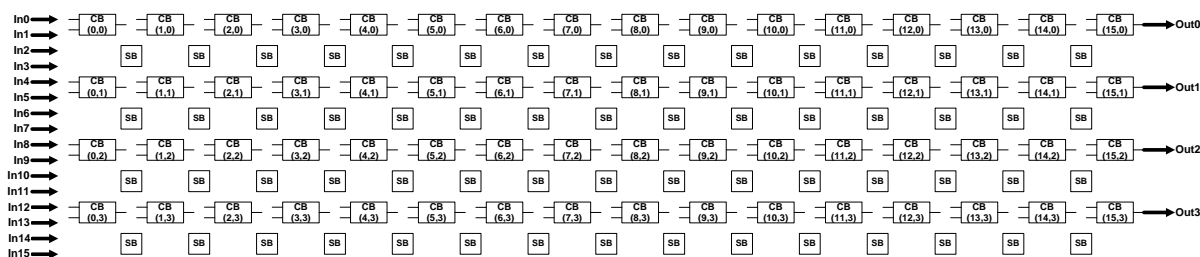 In0 CB CB CB CB CB CB CB CB CB CB CB CB CB CB CB CB Out0
In1 (0,0) (1,0) (2,0) (3,0) (4,0) (5,0) (6,0) (7,0) (8,0) (9,0) (10,0) (11,0) (12,0) (13,0) (14,0) (15,0)
In2
SB SB SB SB SB SB SB SB SB SB SB SB SB SB SB
In3
In4 CB CB CB CB CB CB CB CB CB CB CB CB CB CB CB CB Out1
In5 (0,1) (1,1) (2,1) (3,1) (4,1) (5,1) (6,1) (7,1) (8,1) (9,1) (10,1) (11,1) (12,1) (13,1) (14,1) (15,1)
In6
SB SB SB SB SB SB SB SB SB SB SB SB SB SB SB
In7
In8 CB CB CB CB CB CB CB CB CB CB CB CB CB CB CB CB Out2
In9 (0,2) (1,2) (2,2) (3,2) (4,2) (5,2) (6,2) (7,2) (8,2) (9,2) (10,2) (11,2) (12,2) (13,2) (14,2) (15,2)
In10
SB SB SB SB SB SB SB SB SB SB SB SB SB SB SB
In11
In12 CB CB CB CB CB CB CB CB CB CB CB CB CB CB CB CB Out3
In13 (0,3) (1,3) (2,3) (3,3) (4,3) (5,3) (6,3) (7,3) (8,3) (9,3) (10,3) (11,3) (12,3) (13,3) (14,3) (15,3)
In14
SB SB SB SB SB SB SB SB SB SB SB SB SB SB SB
In15